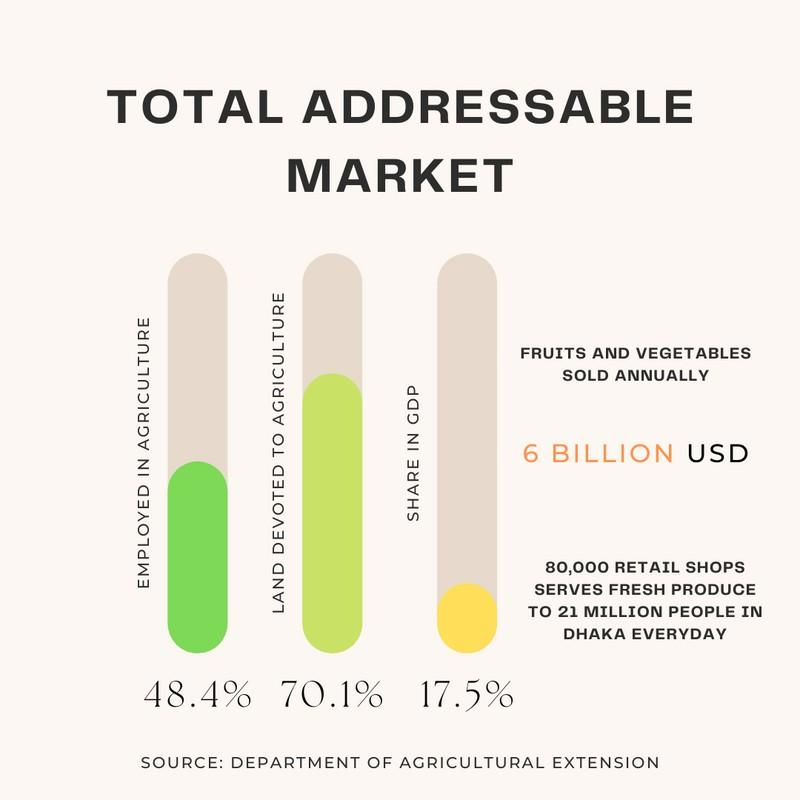 TOTAL ADDRESSABLE
MARKET
EMPLOYED IN AGRICULTURE
LAND DEVOTED TO AGRICULTURE
SHARE IN GDP
FRUITS AND VEGETABLES
SOLD ANNUALLY
6 BILLION USD
80,000 RETAIL SHOPS
SERVES FRESH PRODUCE
TO 21 MILLION PEOPLE IN
DHAKA EVERYDAY
48.4% 70.1% 17.5%
SOURCE: DEPARTMENT OF AGRICULTURAL EXTENSION